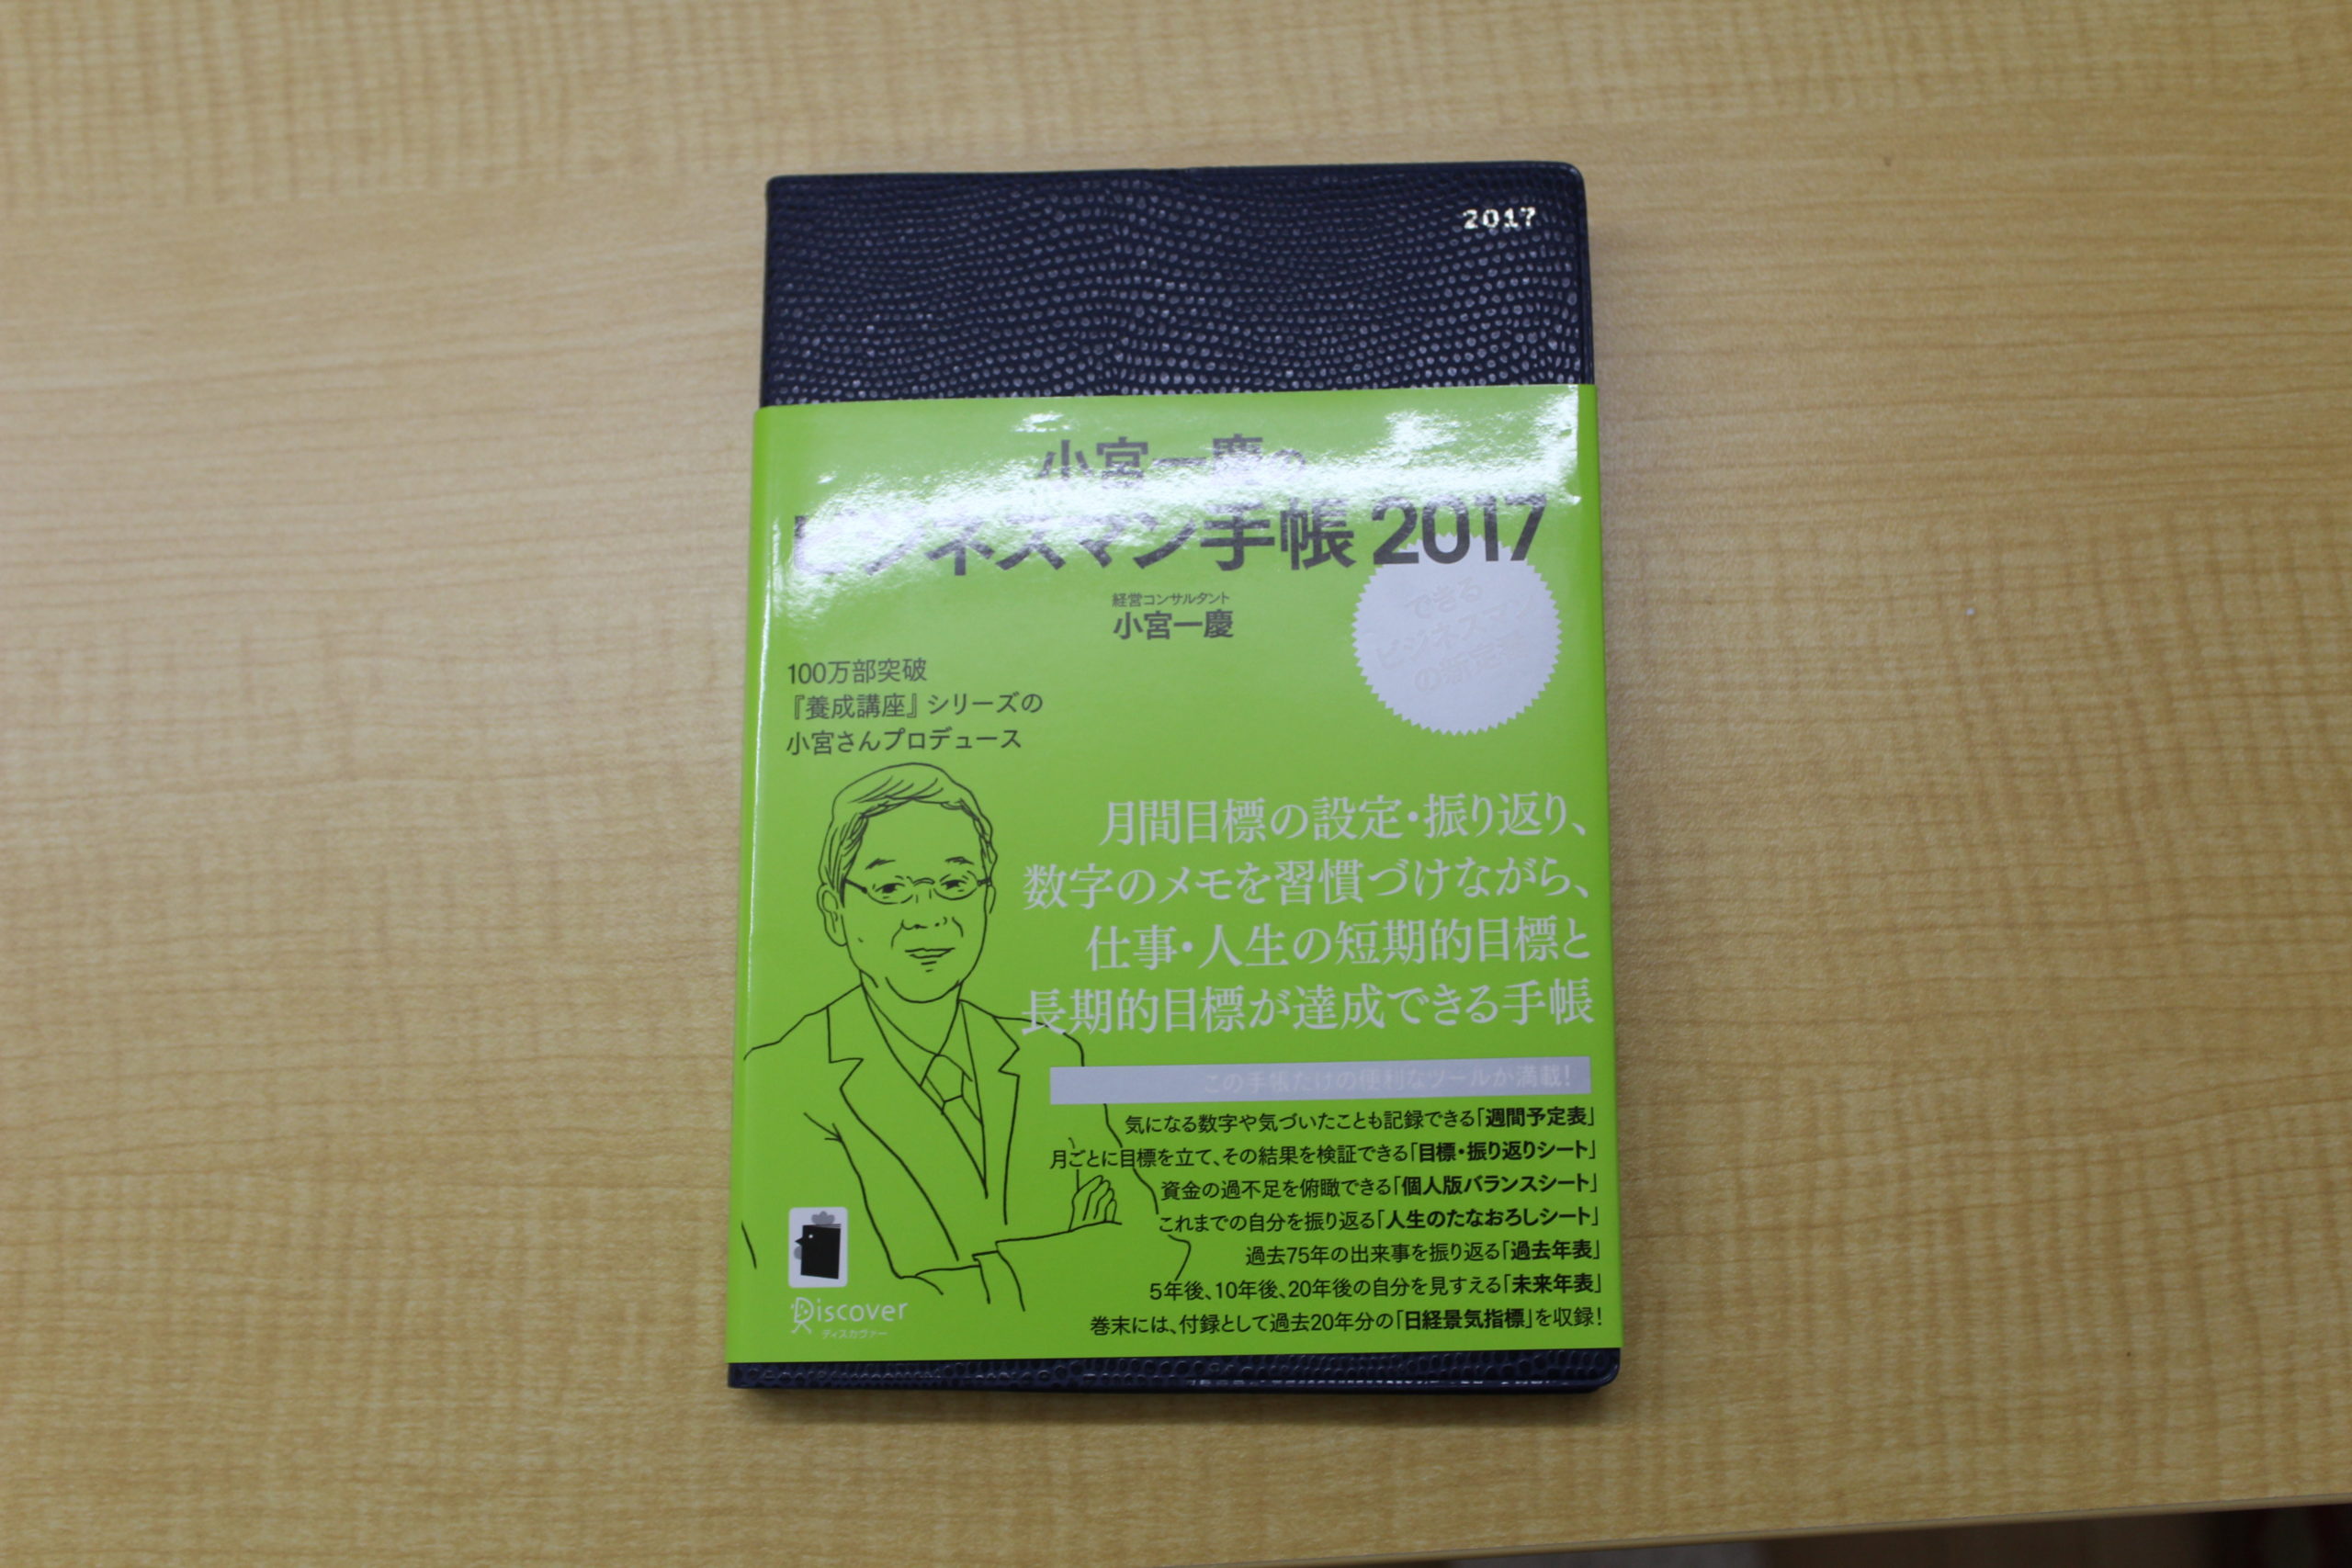 2017
小宮一慶の
ビジネスマン手帳 2017
経営コンサルタント
小宮一慶
できる
ビジネスマン
100万部突破
『養成講座』シリーズの
小宮さんプロデュース
月間目標の設定・振り返り、
数字のメモを習慣づけながら、
仕事・人生の短期的目標と
長期的目標が達成できる手帳
この手帳だけの便利なツールが満載!
気になる数字や気づいたことも記録できる「週間予定表」
月ごとに目標を立て、その結果を検証できる「目標・振り返りシート」
資金の過不足を俯瞰できる「個人版バランスシート」
これまでの自分を振り返る「人生のたなおろしシート」
過去75年の出来事を振り返る「過去年表」
5年後、10年後、20年後の自分を見すえる「未来年表」
巻末には、付録として過去20年分の「日経景気指標」を収録!
Discover
ディスカヴァー